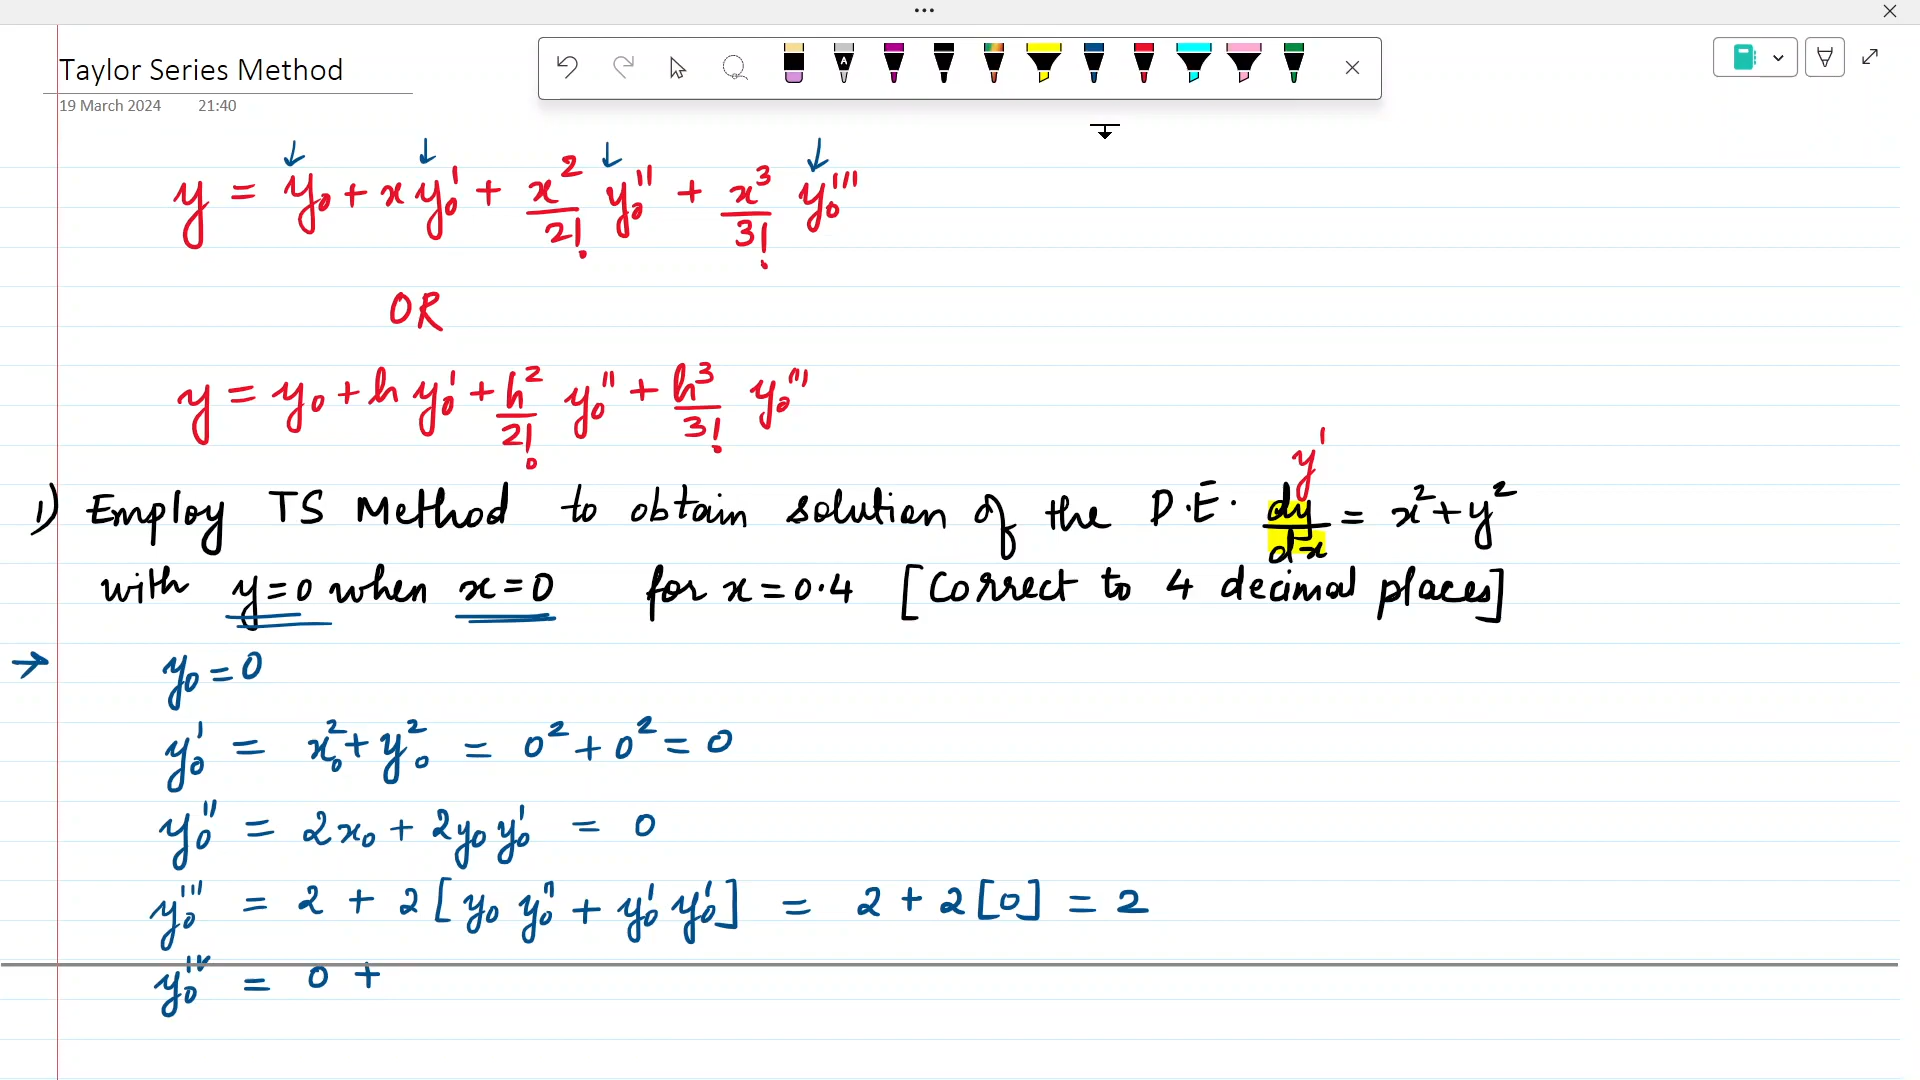 Taylor Series Method
19 March 2024 21:40
y = y₀ + x y₀' + x²/2! y₀'' + x³/3! y₀'''
OR
y = y₀ + h y₀' + h²/2! y₀'' + h³/3! y₀'''
y'
1) Employ TS Method to obtain solution of the D.E. dy/dx = x² + y²
with y=0 when x=0 for x=0.4 [Correct to 4 decimal places]
→ y₀ = 0
y₀' = x₀² + y₀² = 0² + 0² = 0
y₀'' = 2x₀ + 2y₀ y₀' = 0
y₀''' = 2 + 2[y₀ y₀'' + y₀' y₀'] = 2 + 2[0] = 2
y₀'ᵛ = 0 +